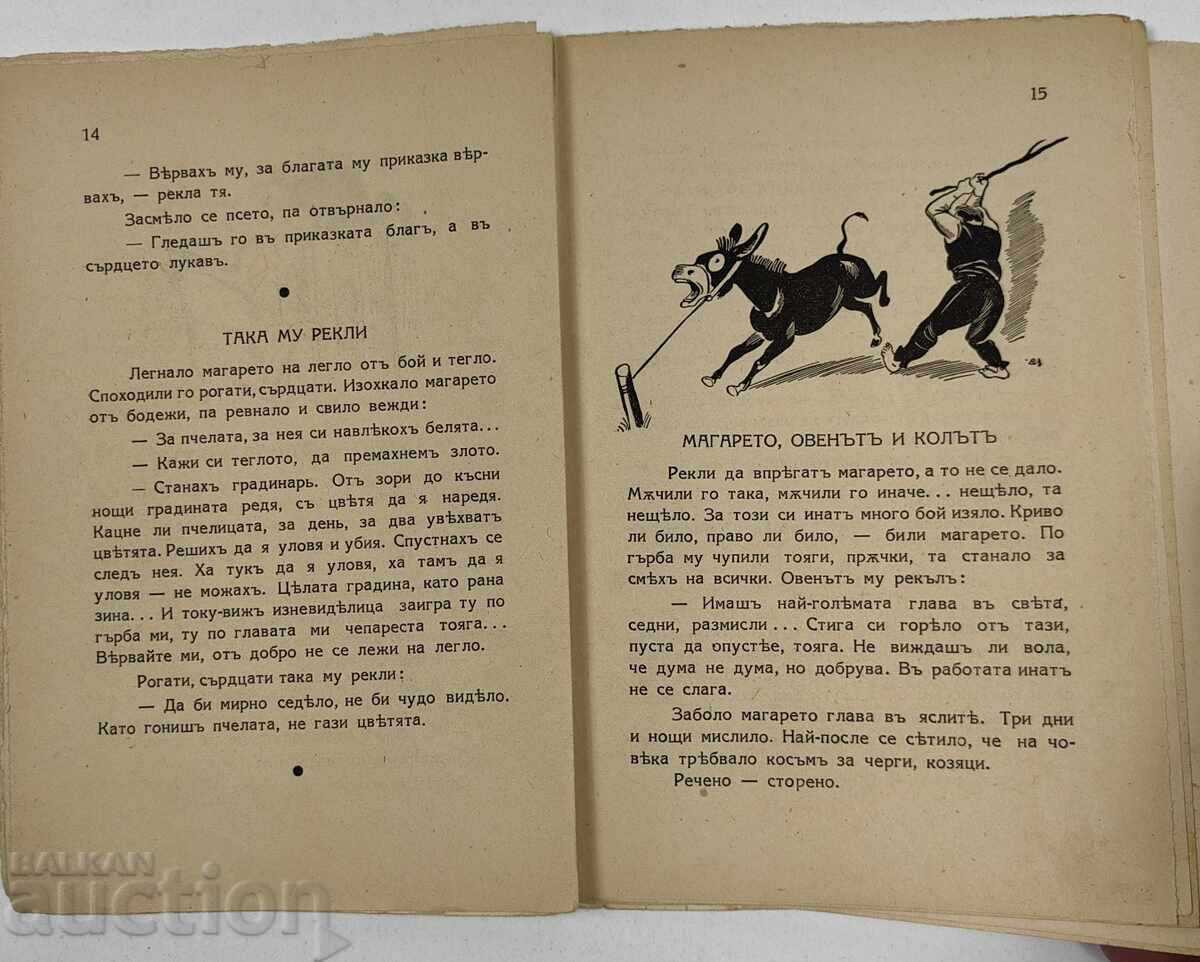 14
— Вѣрвахъ му, за благата му приказка вѣр-
вахъ, — рекла тя.
Засмѣло се псето, па отвърнало:
— Гледашъ го въ приказката благъ, а въ
сърдцето лукавъ.
●
ТАКА МУ РЕКЛИ
Легнало магарето на легло отъ бой и тегло.
Споходили го рогати, сърдцати. Изохкало магарето
отъ бодежи, па ревнало и свило вежди:
— За пчелата, за нея си навлѣкохъ белята...
— Кажи си теглото, да премахнемъ злото.
— Станахъ градинарь. Отъ зори до късни
нощи градината редя, съ цвѣтя да я наредя.
Кацне ли пчелицата, за день, за два увѣхватъ
цвѣтята. Решихъ да я уловя и убия. Спустнахъ се
следъ нея. Ха тукъ да я уловя, ха тамъ да я
уловя — не можахъ. Цѣлата градина, като рана
зина... И току-вижъ изневидѣлица заигра ту по
гърба ми, ту по главата ми чепареста тояга...
Вѣрвайте ми, отъ добро не се лежи на легло.
Рогати, сърдцати така му рекли:
— Да би мирно седѣло, не би чудо видѣло.
Като гонишъ пчелата, не гази цвѣтята.
●
15
МАГАРЕТО, ОВЕНЪТЪ И КОЛЪТЪ
Рекли да впрѣгатъ магарето, а то не се дало.
Мѫчили го така, мѫчили го иначе... нещѣло, та
нещѣло. За този си инатъ много бой изяло. Криво
ли било, право ли било, — били магарето. По
гърба му чупили тояги, прѫчки, та станало за
смѣхъ на всички. Овенътъ му рекълъ:
— Имашъ най-голѣмата глава въ свѣта,
седни, размисли... Стига си горѣло отъ тази,
пуста да опустѣе, тояга. Не виждашъ ли вола,
че дума не дума, но добрува. Въ работата инатъ
не се слага.
Заболо магарето глава въ яслитѣ. Три дни
и нощи мислило. Най-после се сѣтило, че на чо-
вѣка трѣбвало косъмъ за черги, козяци.
Речено — сторено.
BALKAN
auction